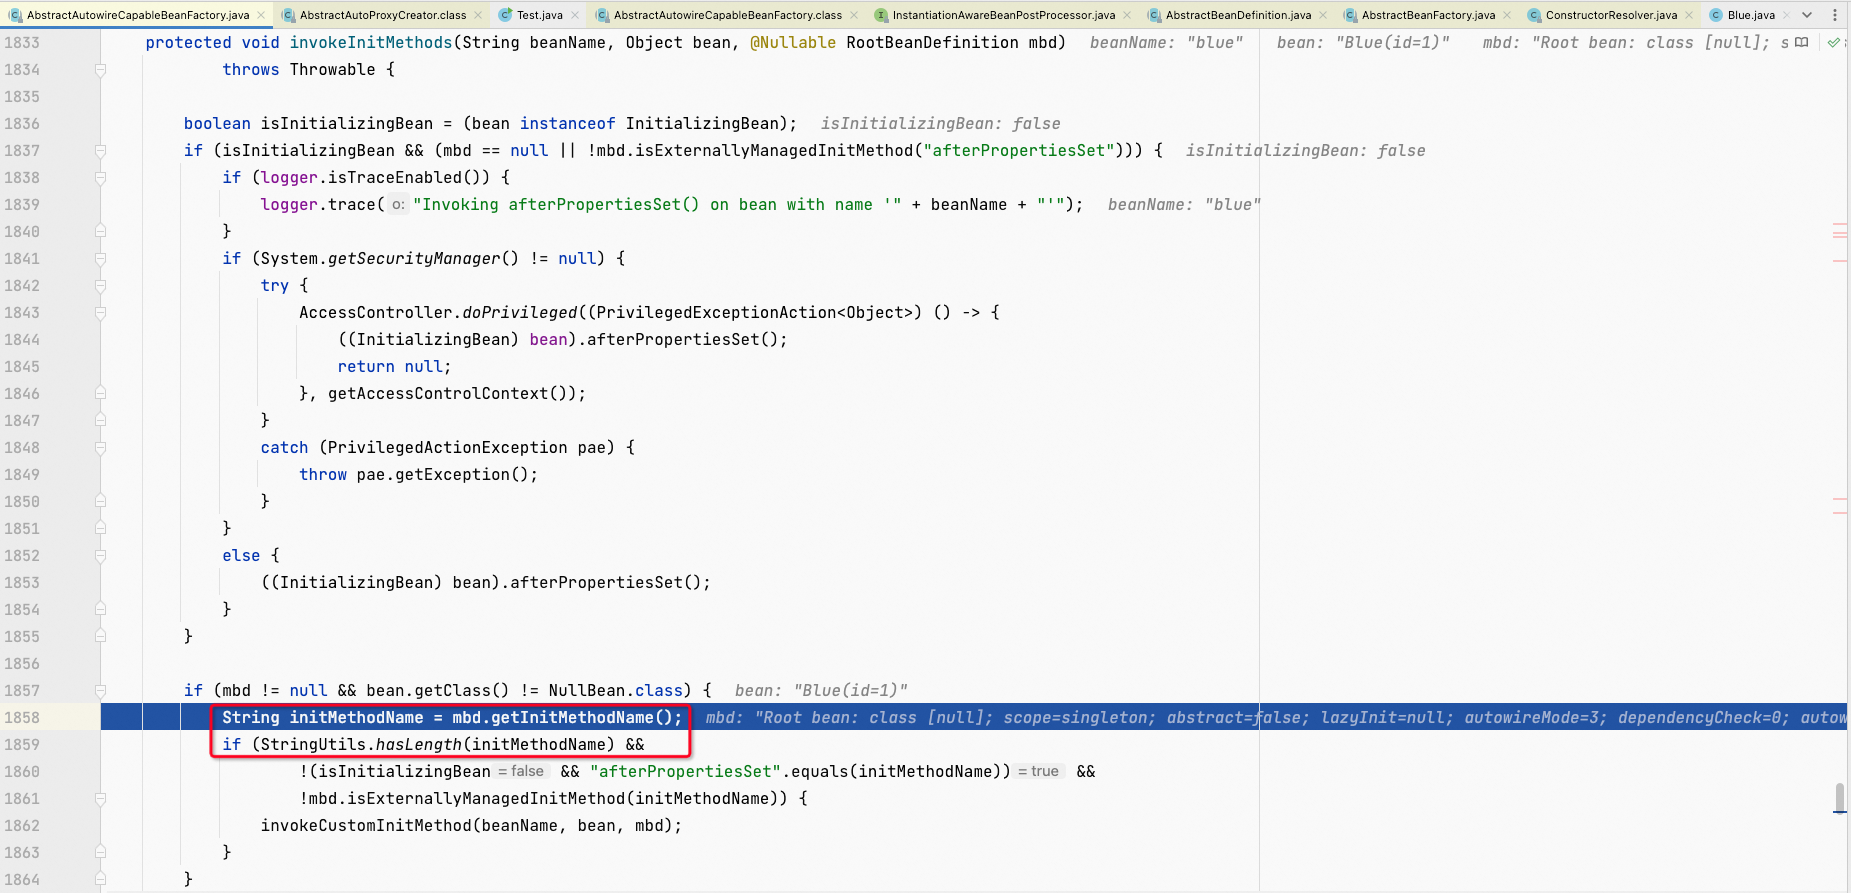 AbstractAutowireCapableBeanFactory.java AbstractAutoProxyCreator.class Test.java AbstractAutowireCapableBeanFactory.class InstantiationAwareBeanPostProcessor.java AbstractBeanDefinition.java AbstractBeanFactory.java ConstructorResolver.java Blue.java
1833 protected void invokeInitMethods(String beanName, Object bean, @Nullable RootBeanDefinition mbd) beanName: "blue" bean: "Blue(id=1)" mbd: "Root bean: class [null]; s
1834 throws Throwable {
1835
1836 boolean isInitializingBean = (bean instanceof InitializingBean); isInitializingBean: false
1837 if (isInitializingBean && (mbd == null || !mbd.isExternallyManagedInitMethod("afterPropertiesSet"))) { isInitializingBean: false
1838 if (logger.isTraceEnabled()) {
1839 logger.trace( o: "Invoking afterPropertiesSet() on bean with name '" + beanName + "'"); beanName: "blue"
1840 }
1841 if (System.getSecurityManager() != null) {
1842 try {
1843 AccessController.doPrivileged((PrivilegedExceptionAction<Object>) () -> {
1844 ((InitializingBean) bean).afterPropertiesSet();
1845 return null;
1846 }, getAccessControlContext());
1847 }
1848 catch (PrivilegedActionException pae) {
1849 throw pae.getException();
1850 }
1851 }
1852 else {
1853 ((InitializingBean) bean).afterPropertiesSet();
1854 }
1855 }
1856
1857 if (mbd != null && bean.getClass() != NullBean.class) { bean: "Blue(id=1)"
1858 String initMethodName = mbd.getInitMethodName(); mbd: "Root bean: class [null]; scope=singleton; abstract=false; lazyInit=null; autowireMode=3; dependencyCheck=0; autow
1859 if (StringUtils.hasLength(initMethodName) &&
1860 !(isInitializingBean = false && "afterPropertiesSet".equals(initMethodName)) = true &&
1861 !mbd.isExternallyManagedInitMethod(initMethodName)) {
1862 invokeCustomInitMethod(beanName, bean, mbd);
1863 }
1864 }